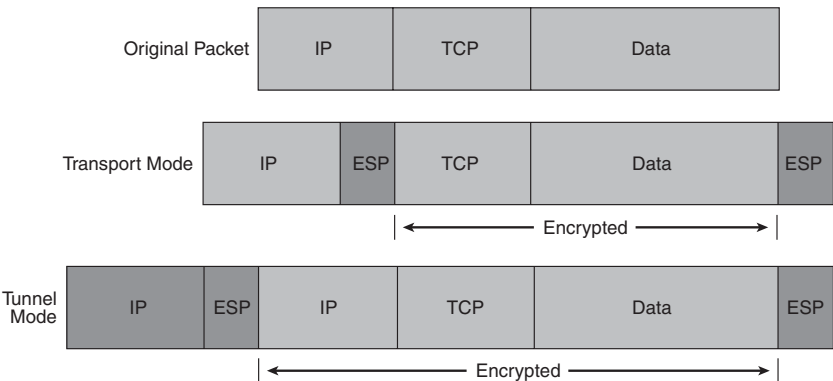 Original Packet IP TCP Data
Transport Mode IP ESP TCP Data ESP
Encrypted
Tunnel
Mode IP ESP IP TCP Data ESP
Encrypted